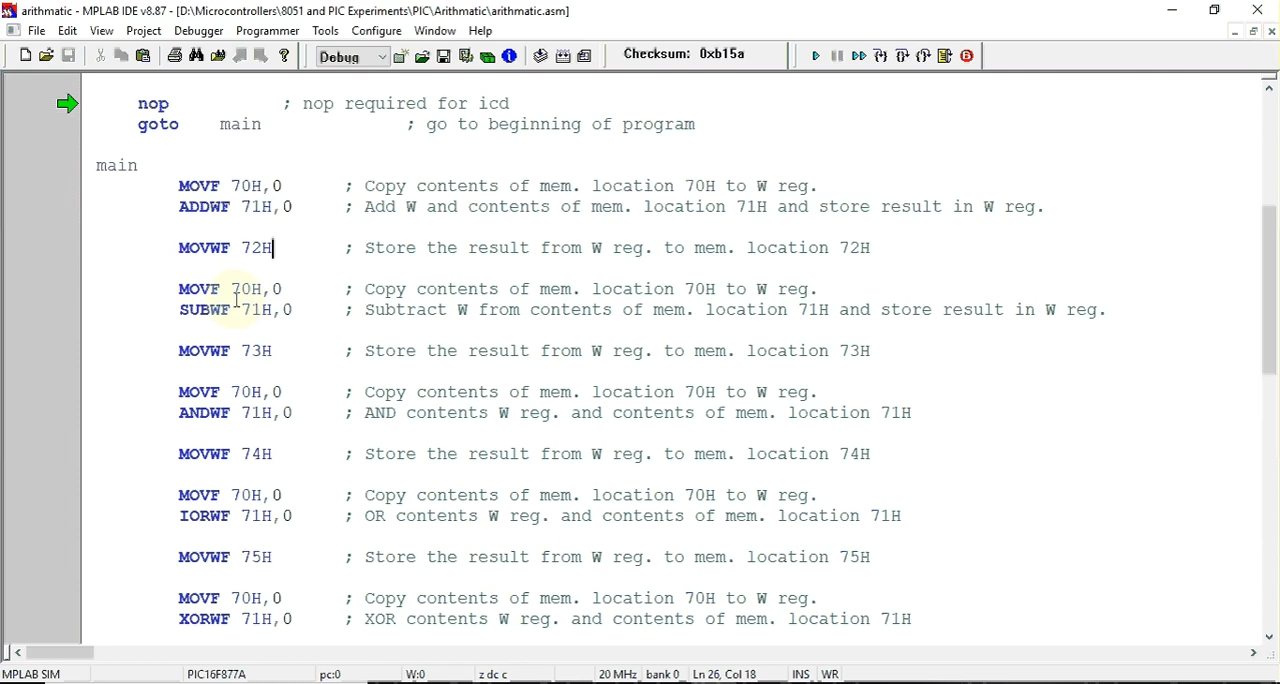 arithmatic - MPLAB IDE v8.87 - [D:\Microcontrollers\8051 and PIC Experiments\PIC\Arithmatic\arithmatic.asm]
File Edit View Project Debugger Programmer Tools Configure Window Help
Debug Checksum: 0xb15a
nop ; nop required for icd
goto main ; go to beginning of program
main
MOVF 70H,0 ; Copy contents of mem. location 70H to W reg.
ADDWF 71H,0 ; Add W and contents of mem. location 71H and store result in W reg.
MOVWF 72H ; Store the result from W reg. to mem. location 72H
MOVF 70H,0 ; Copy contents of mem. location 70H to W reg.
SUBWF 71H,0 ; Subtract W from contents of mem. location 71H and store result in W reg.
MOVWF 73H ; Store the result from W reg. to mem. location 73H
MOVF 70H,0 ; Copy contents of mem. location 70H to W reg.
ANDWF 71H,0 ; AND contents W reg. and contents of mem. location 71H
MOVWF 74H ; Store the result from W reg. to mem. location 74H
MOVF 70H,0 ; Copy contents of mem. location 70H to W reg.
IORWF 71H,0 ; OR contents W reg. and contents of mem. location 71H
MOVWF 75H ; Store the result from W reg. to mem. location 75H
MOVF 70H,0 ; Copy contents of mem. location 70H to W reg.
XORWF 71H,0 ; XOR contents W reg. and contents of mem. location 71H
MPLAB SIM PIC16F877A pc:0 W:0 z dc c 20 MHz bank 0 Ln 26, Col 18 INS WR